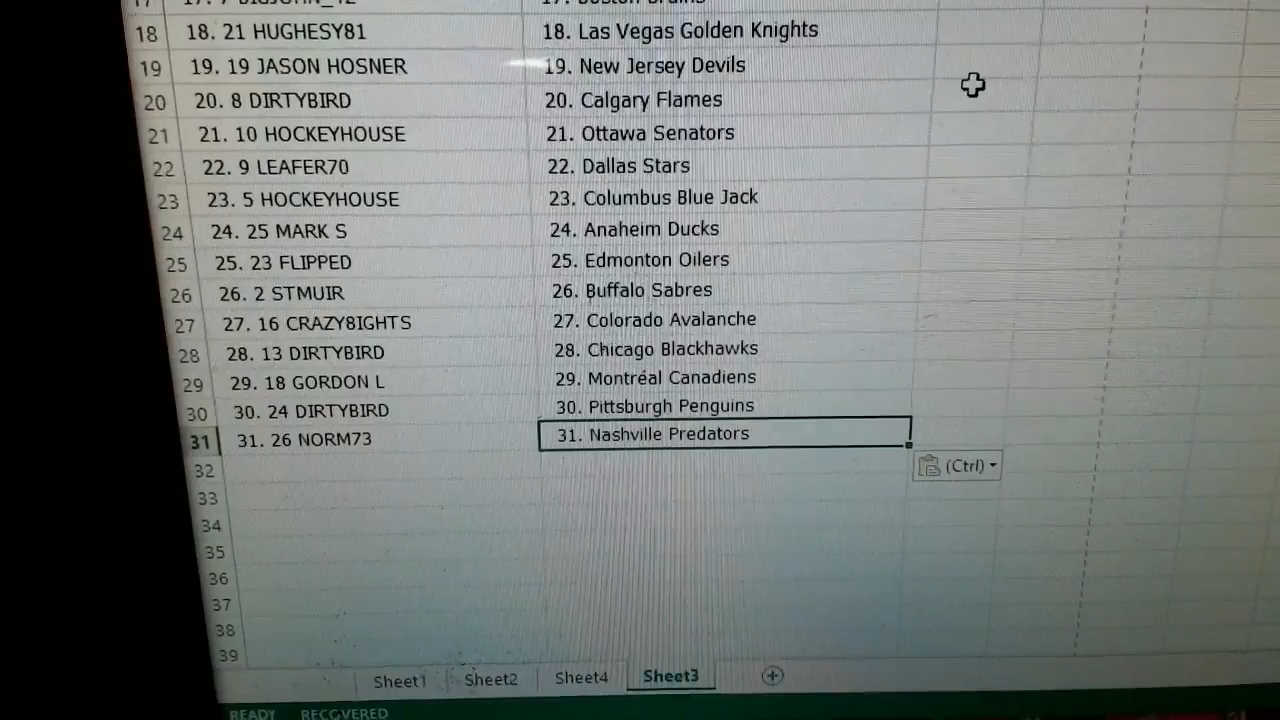 18 18. 21 HUGHESY81 18. Las Vegas Golden Knights
19 19. 19 JASON HOSNER 19. New Jersey Devils
20 20. 8 DIRTYBIRD 20. Calgary Flames
21 21. 10 HOCKEYHOUSE 21. Ottawa Senators
22 22. 9 LEAFER70 22. Dallas Stars
23 23. 5 HOCKEYHOUSE 23. Columbus Blue Jack
24 24. 25 MARK S 24. Anaheim Ducks
25 25. 23 FLIPPED 25. Edmonton Oilers
26 26. 2 STMUIR 26. Buffalo Sabres
27 27. 16 CRAZY8IGHTS 27. Colorado Avalanche
28 28. 13 DIRTYBIRD 28. Chicago Blackhawks
29 29. 18 GORDON L 29. Montréal Canadiens
30 30. 24 DIRTYBIRD 30. Pittsburgh Penguins
31 31. 26 NORM73 31. Nashville Predators
(Ctrl)
32
33
34
35
36
37
38
39
Sheet1 Sheet2 Sheet4 Sheet3
READY RECOVERED